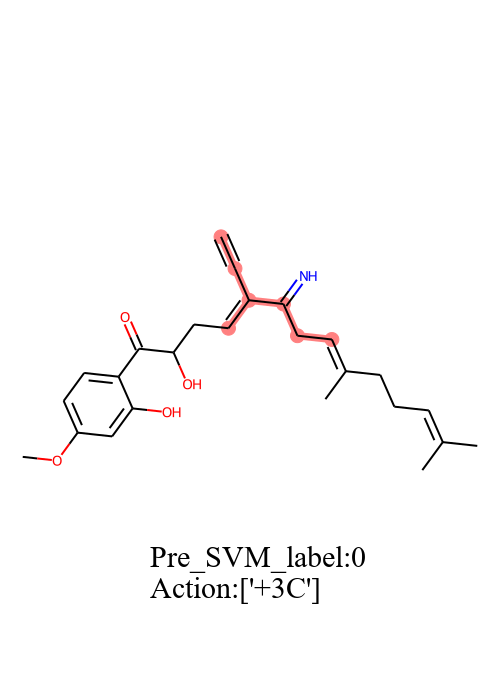 NH
O
OH
OH
O
Pre_SVM_label:0
Action:['+3C']